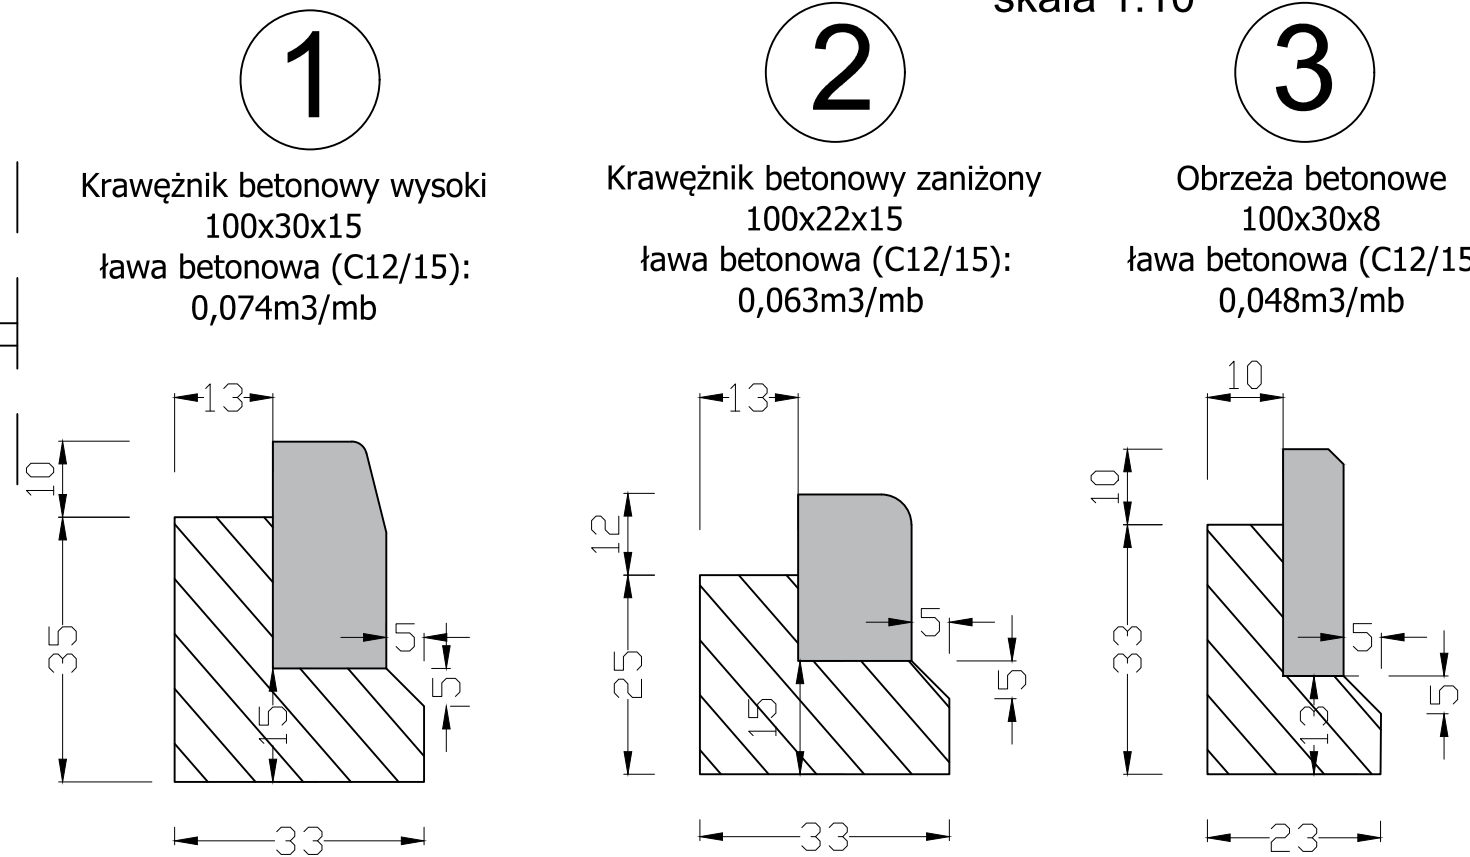 skala 1:10
1
Krawężnik betonowy wysoki
100x30x15
ława betonowa (C12/15):
0,074m3/mb
13
10
35
5
5
15
33
2
Krawężnik betonowy zaniżony
100x22x15
ława betonowa (C12/15):
0,063m3/mb
13
12
25
5
5
15
33
3
Obrzeża betonowe
100x30x8
ława betonowa (C12/15
0,048m3/mb
10
10
33
5
5
13
23